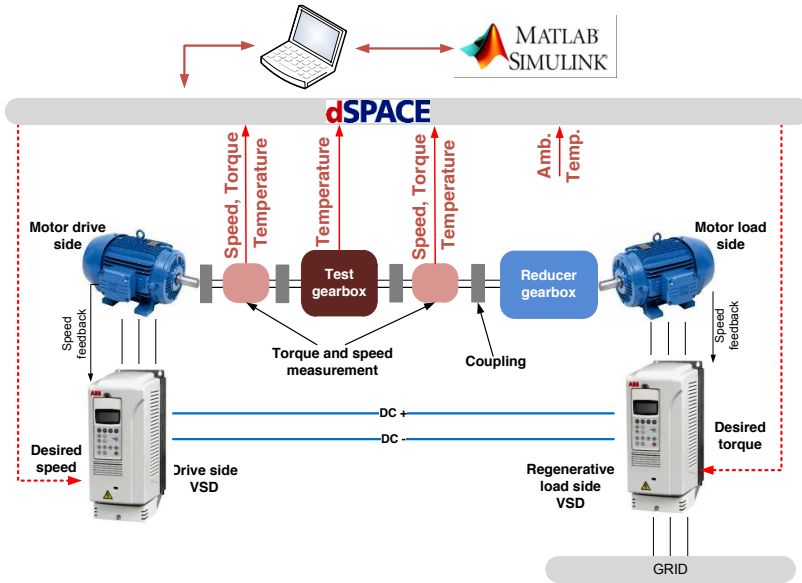 MATLAB
SIMULINK
dSPACE
Speed, Torque
Temperature
Temperature
Speed, Torque
Temperature
Amb.
Temp.
Motor drive
side
Motor load
side
Test
gearbox
Reducer
gearbox
Speed
feedback
Speed
feedback
Torque and speed
measurement
Coupling
ABB
ABB
DC +
DC -
Desired
speed
Drive side
VSD
Regenerative
load side
VSD
Desired
torque
GRID